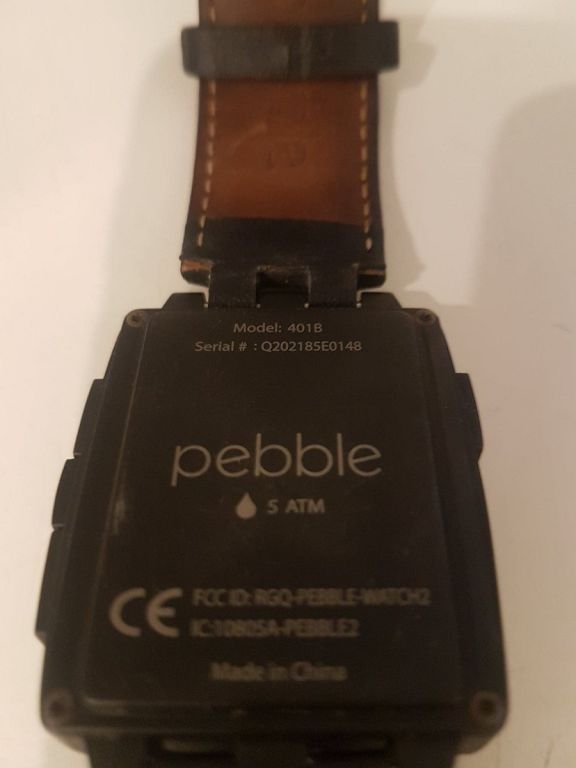 Model: 401B
Serial # : Q202185E0148
pebble
5 ATM
CE FCC ID: RGQ-PEBBLE-WATCH2
IC:10805A-PEBBLE2
Made in China